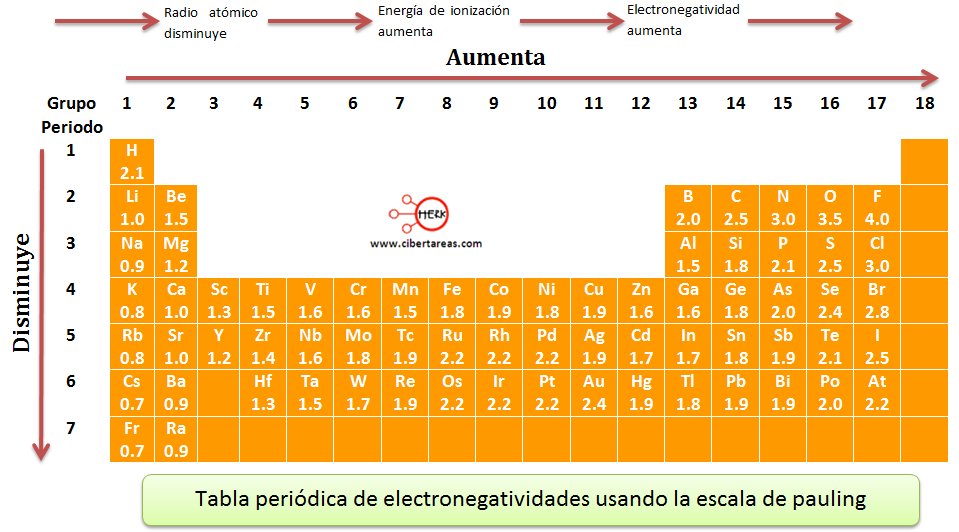 Radio atómico
disminuye
Energía de ionización
aumenta
Electronegatividad
aumenta
Aumenta
Grupo 1 2 3 4 5 6 7 8 9 10 11 12 13 14 15 16 17 18
Periodo
Disminuye
1 H
2.1
2 Li Be B C N O F
1.0 1.5 2.0 2.5 3.0 3.5 4.0
3 Na Mg Al Si P S Cl
0.9 1.2 1.5 1.8 2.1 2.5 3.0
HERK
www.cibertareas.com
4 K Ca Sc Ti V Cr Mn Fe Co Ni Cu Zn Ga Ge As Se Br
0.8 1.0 1.3 1.5 1.6 1.6 1.5 1.8 1.9 1.8 1.9 1.6 1.6 1.8 2.0 2.4 2.8
5 Rb Sr Y Zr Nb Mo Tc Ru Rh Pd Ag Cd In Sn Sb Te I
0.8 1.0 1.2 1.4 1.6 1.8 1.9 2.2 2.2 2.2 1.9 1.7 1.7 1.8 1.9 2.1 2.5
6 Cs Ba Hf Ta W Re Os Ir Pt Au Hg Tl Pb Bi Po At
0.7 0.9 1.3 1.5 1.7 1.9 2.2 2.2 2.2 2.4 1.9 1.8 1.9 1.9 2.0 2.2
7 Fr Ra
0.7 0.9
Tabla periódica de electronegatividades usando la escala de pauling